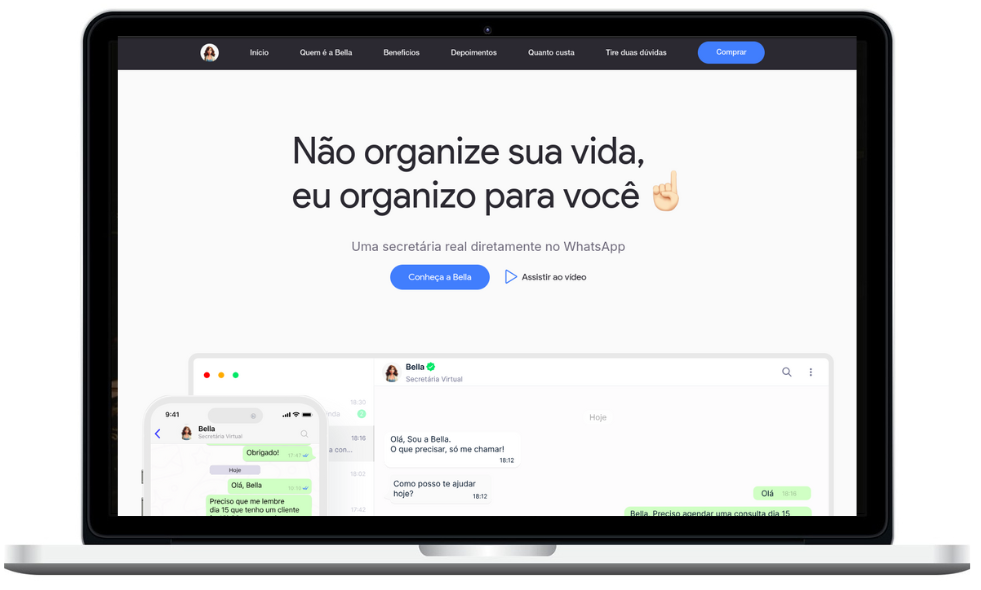 Início Quem é a Bella Benefícios Depoimentos Quanto custa Tire duas dúvidas Comprar
Não organize sua vida,
eu organizo para você
Uma secretária real diretamente no WhatsApp
Conheça a Bella Assistir ao vídeo
Bella
Secretária Virtual
18:30
Hoje
18:16
a con...
Olá, Sou a Bella.
O que precisar, só me chamar!
18:12
18:03
Como posso te ajudar
hoje?
18:12
Olá 18:16
17:42
Bella, Preciso agendar uma consulta dia 15
9:41
Bella
Secretária Virtual
Obrigado! 17:47
Hoje
Olá, Bella
Preciso que me lembre
dia 15 que tenho um cliente